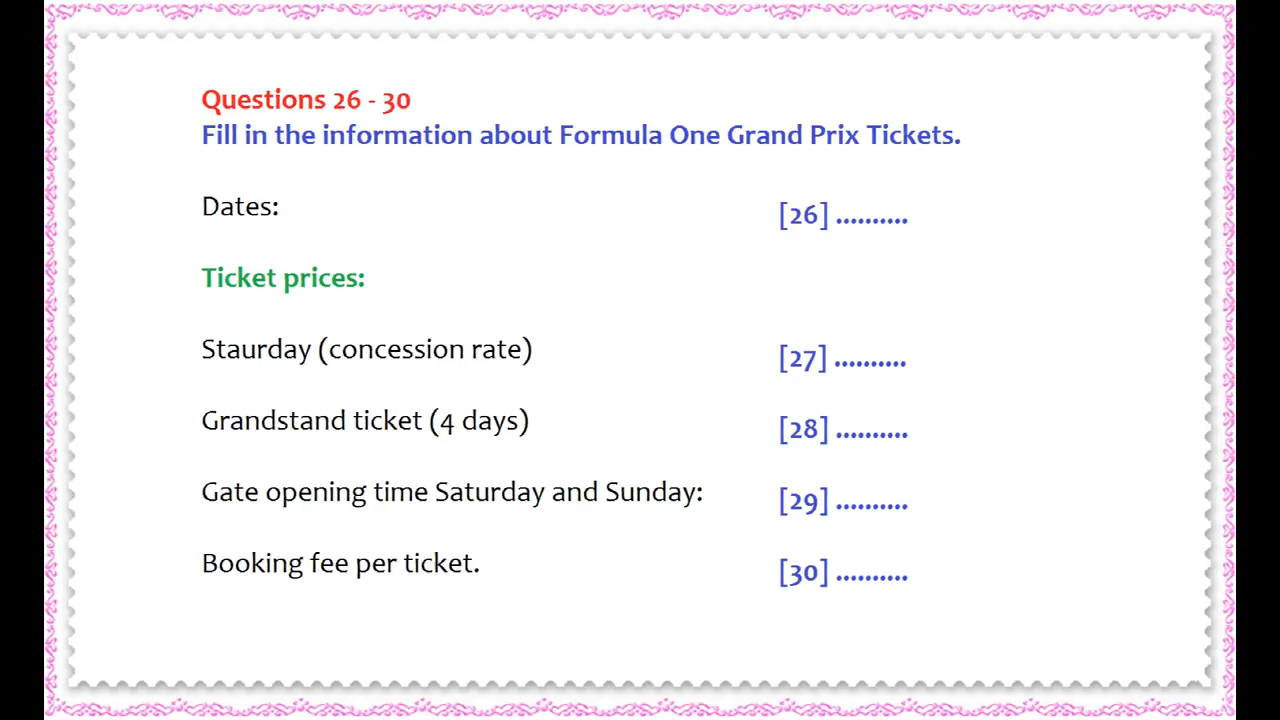 Questions 26 - 30
Fill in the information about Formula One Grand Prix Tickets.
Dates: [26] ..........
Ticket prices:
Staurday (concession rate) [27] ..........
Grandstand ticket (4 days) [28] ..........
Gate opening time Saturday and Sunday: [29] ..........
Booking fee per ticket. [30] ..........